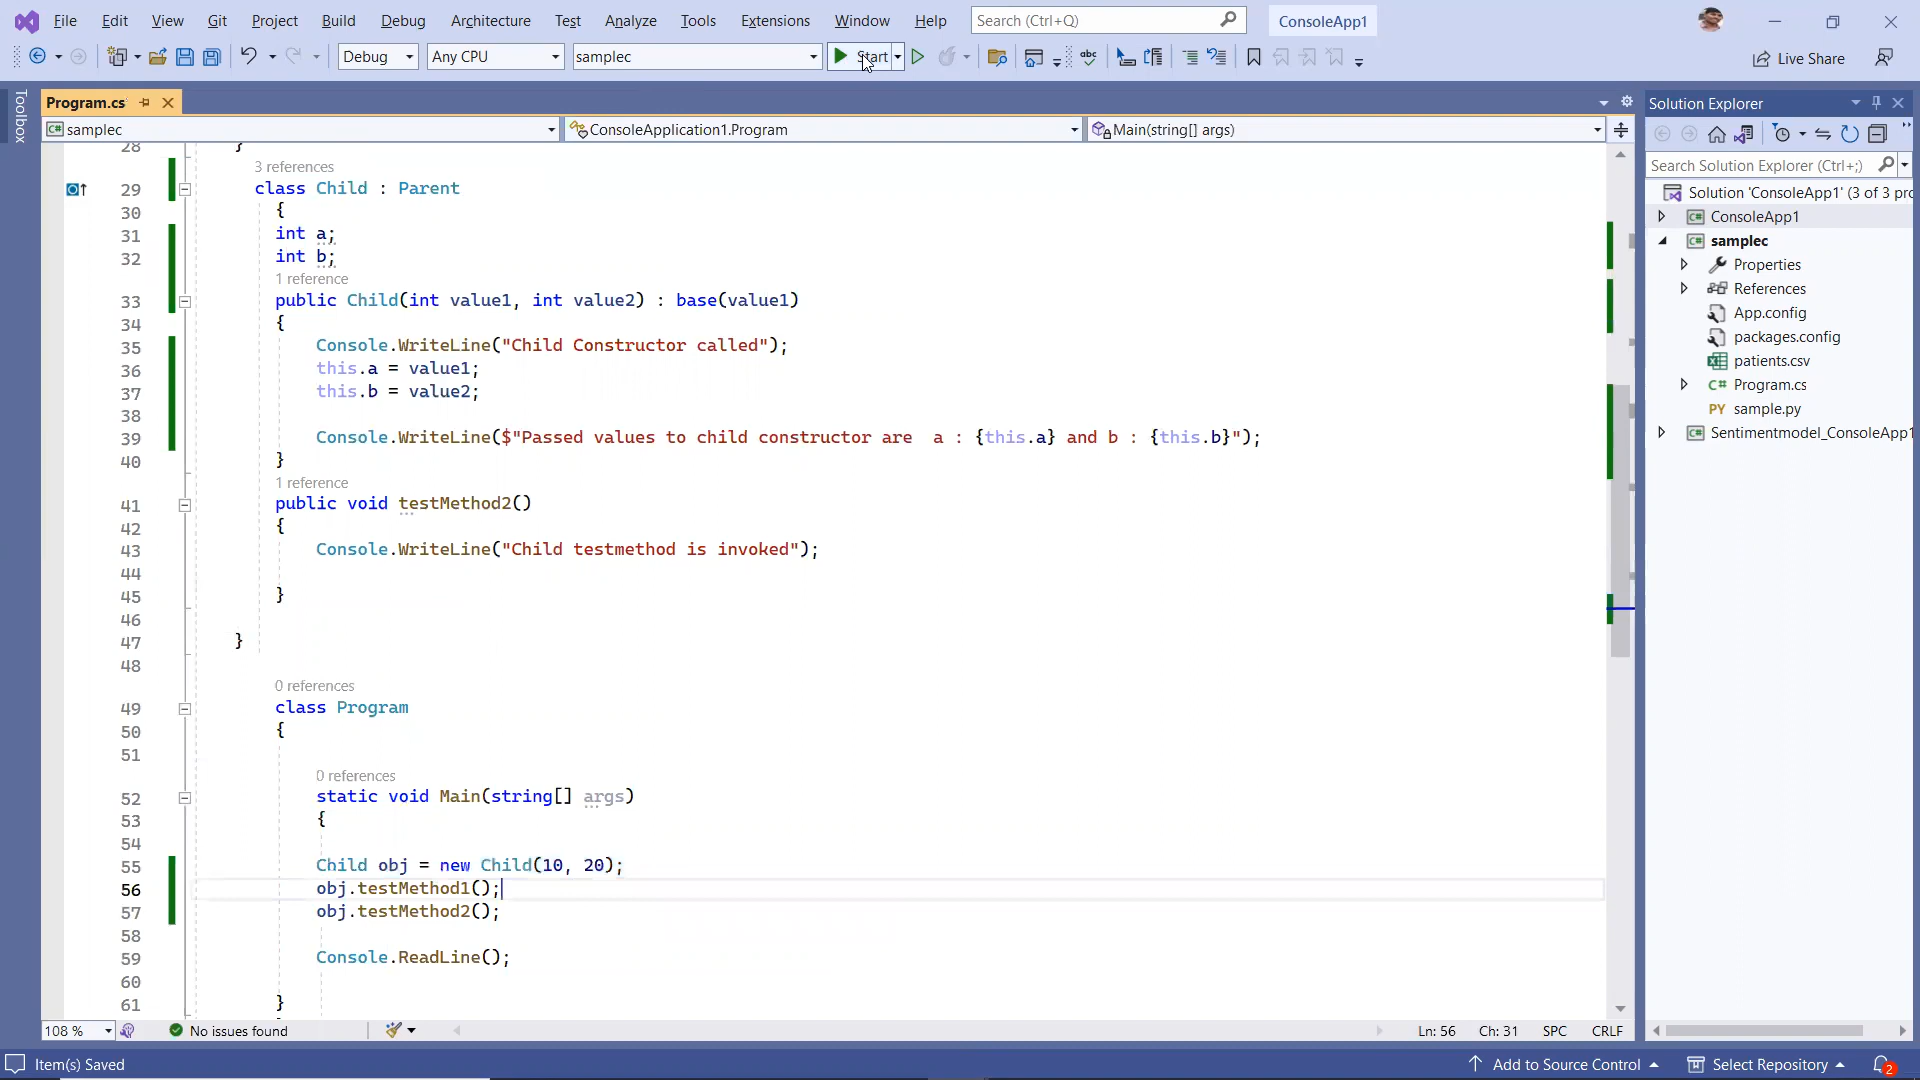 File Edit View Git Project Build Debug Architecture Test Analyze Tools Extensions Window Help Search (Ctrl+Q) ConsoleApp1
Debug Any CPU samplec Start Live Share
Toolbox
Program.cs
samplec ConsoleApplication1.Program Main(string[] args)
28 }
3 references
29 class Child : Parent
30 {
31 int a;
32 int b;
1 reference
33 public Child(int value1, int value2) : base(value1)
34 {
35 Console.WriteLine("Child Constructor called");
36 this.a = value1;
37 this.b = value2;
38
39 Console.WriteLine($"Passed values to child constructor are  a : {this.a} and b : {this.b}");
40 }
1 reference
41 public void testMethod2()
42 {
43 Console.WriteLine("Child testmethod is invoked");
44
45 }
46
47 }
48
0 references
49 class Program
50 {
51
0 references
52 static void Main(string[] args)
53 {
54
55 Child obj = new Child(10, 20);
56 obj.testMethod1();
57 obj.testMethod2();
58
59 Console.ReadLine();
60
61 }
108 % No issues found Ln: 56 Ch: 31 SPC CRLF
Solution Explorer
Search Solution Explorer (Ctrl+;)
Solution 'ConsoleApp1' (3 of 3 pro
ConsoleApp1
samplec
Properties
References
App.config
packages.config
patients.csv
C# Program.cs
PY sample.py
Sentimentmodel_ConsoleApp1
Item(s) Saved Add to Source Control Select Repository 2